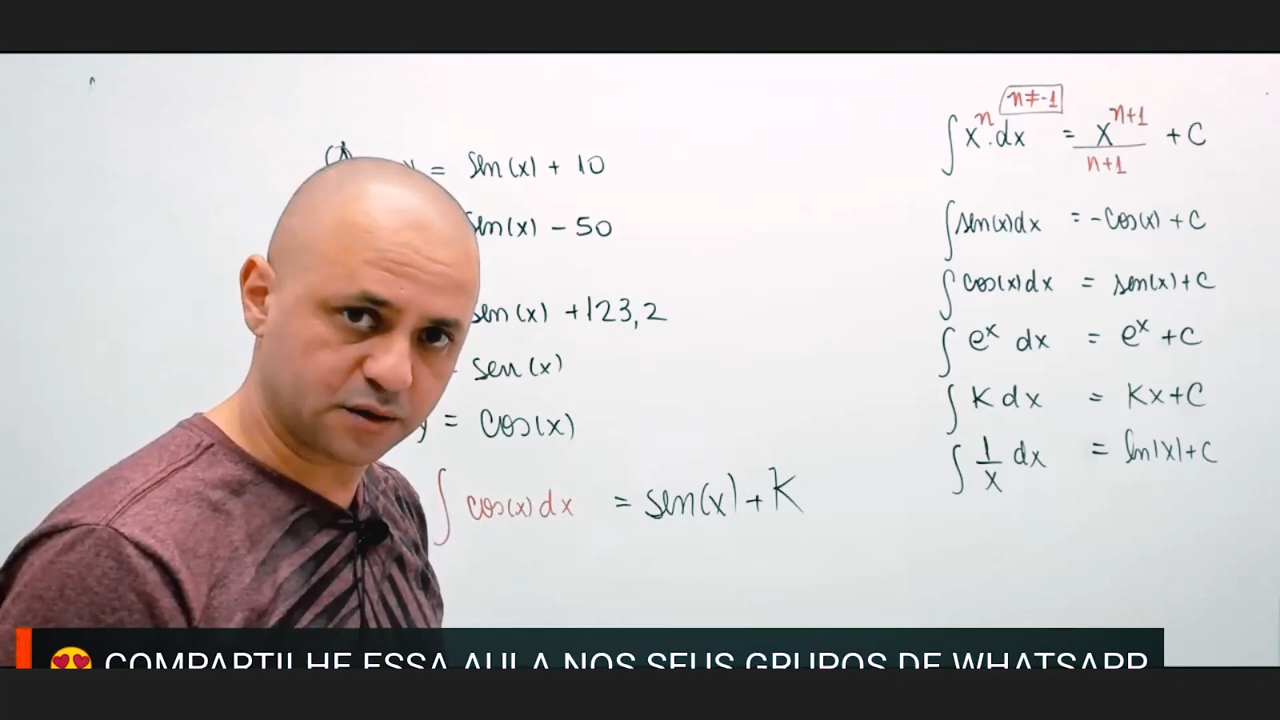 = sen(x) + 10
sen(x) - 50
sen(x) + 123,2
sen(x)
y = cos(x)
∫ cos(x) dx = sen(x) + K
n ≠ -1
∫ x^n . dx = x^(n+1) / (n+1) + C
∫ sen(x) dx = -cos(x) + C
∫ cos(x) dx = sen(x) + C
∫ e^x dx = e^x + C
∫ K dx = Kx + C
∫ 1/x dx = ln|x| + C
😍 COMPARTILHE ESSA AULA NOS SEUS GRUPOS DE WHATSAPP